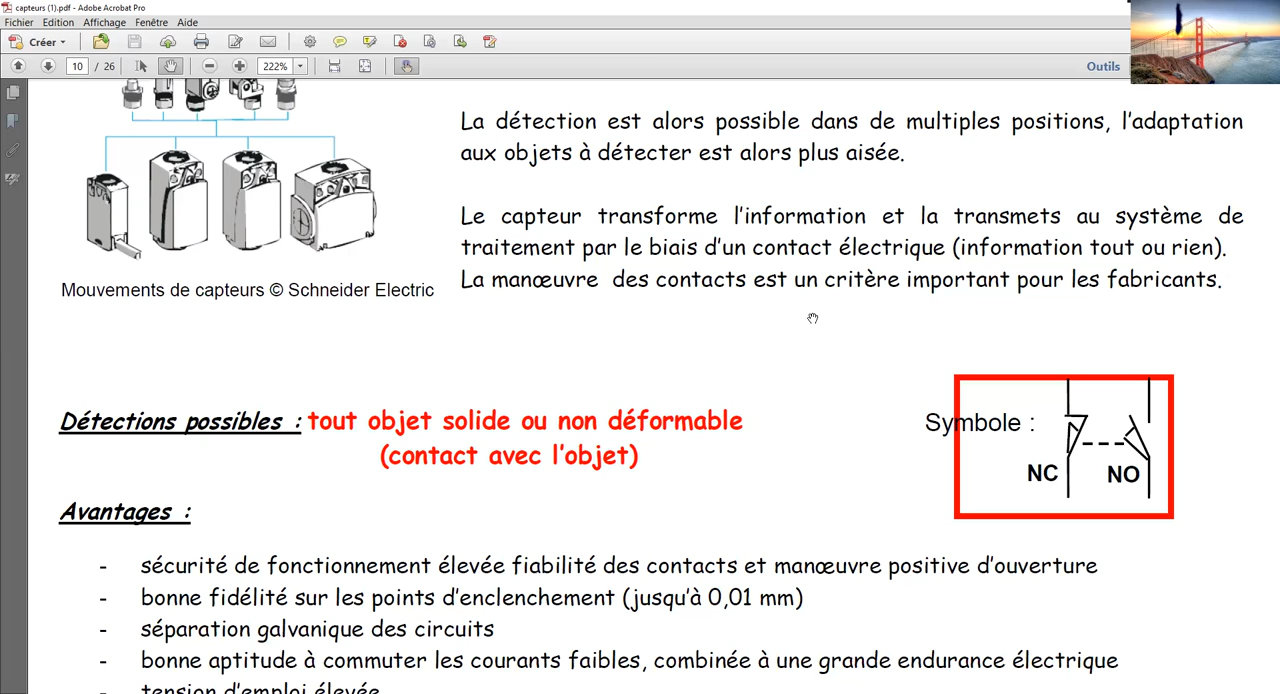 capteurs (1).pdf - Adobe Acrobat Pro
Fichier Edition Affichage Fenêtre Aide
Créer
10 / 26 222% Outils
La détection est alors possible dans de multiples positions, l'adaptation
aux objets à détecter est alors plus aisée.
Le capteur transforme l'information et la transmets au système de
traitement par le biais d'un contact électrique (information tout ou rien).
La manœuvre des contacts est un critère important pour les fabricants.
Mouvements de capteurs © Schneider Electric
Détections possibles : tout objet solide ou non déformable
(contact avec l'objet)
Symbole :
NC NO
Avantages :
- sécurité de fonctionnement élevée fiabilité des contacts et manœuvre positive d'ouverture
- bonne fidélité sur les points d'enclenchement (jusqu'à 0,01 mm)
- séparation galvanique des circuits
- bonne aptitude à commuter les courants faibles, combinée à une grande endurance électrique
- tension d'emploi élevée